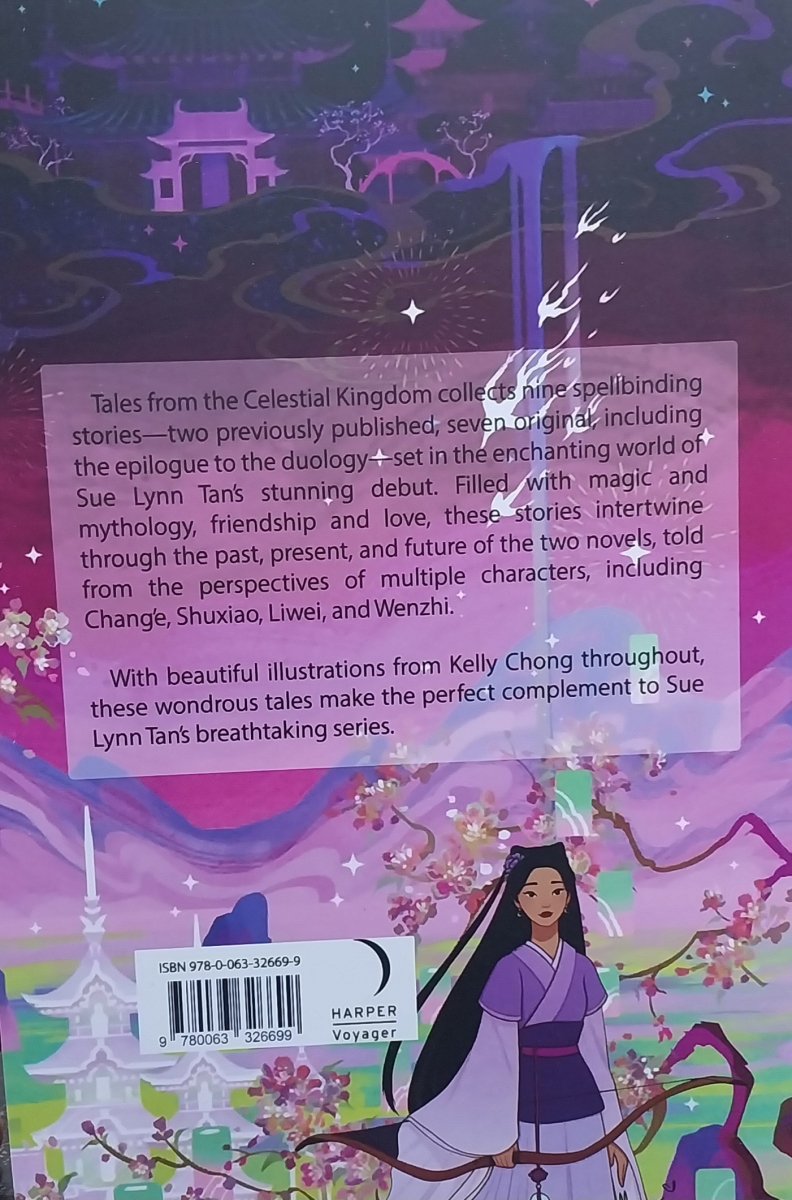 Tales from the Celestial Kingdom collects nine spellbinding
stories—two previously published, seven original, including
the epilogue to the duology—set in the enchanting world of
Sue Lynn Tan's stunning debut. Filled with magic and
mythology, friendship and love, these stories intertwine
through the past, present, and future of the two novels, told
from the perspectives of multiple characters, including
Chang'e, Shuxiao, Liwei, and Wenzhi.
With beautiful illustrations from Kelly Chong throughout,
these wondrous tales make the perfect complement to Sue
Lynn Tan's breathtaking series.
ISBN 978-0-063-32669-9
9 780063 326699
HARPER
Voyager